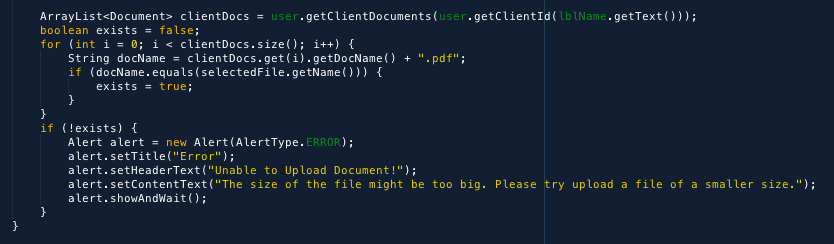 ArrayList<Document> clientDocs = user.getClientDocuments(user.getClientId(lblName.getText()));
boolean exists = false;
for (int i = 0; i < clientDocs.size(); i++) {
String docName = clientDocs.get(i).getDocName() + ".pdf";
if (docName.equals(selectedFile.getName())) {
exists = true;
}
}
if (!exists) {
Alert alert = new Alert(AlertType.ERROR);
alert.setTitle("Error");
alert.setHeaderText("Unable to Upload Document!");
alert.setContentText("The size of the file might be too big. Please try upload a file of a smaller size.");
alert.showAndWait();
}
}